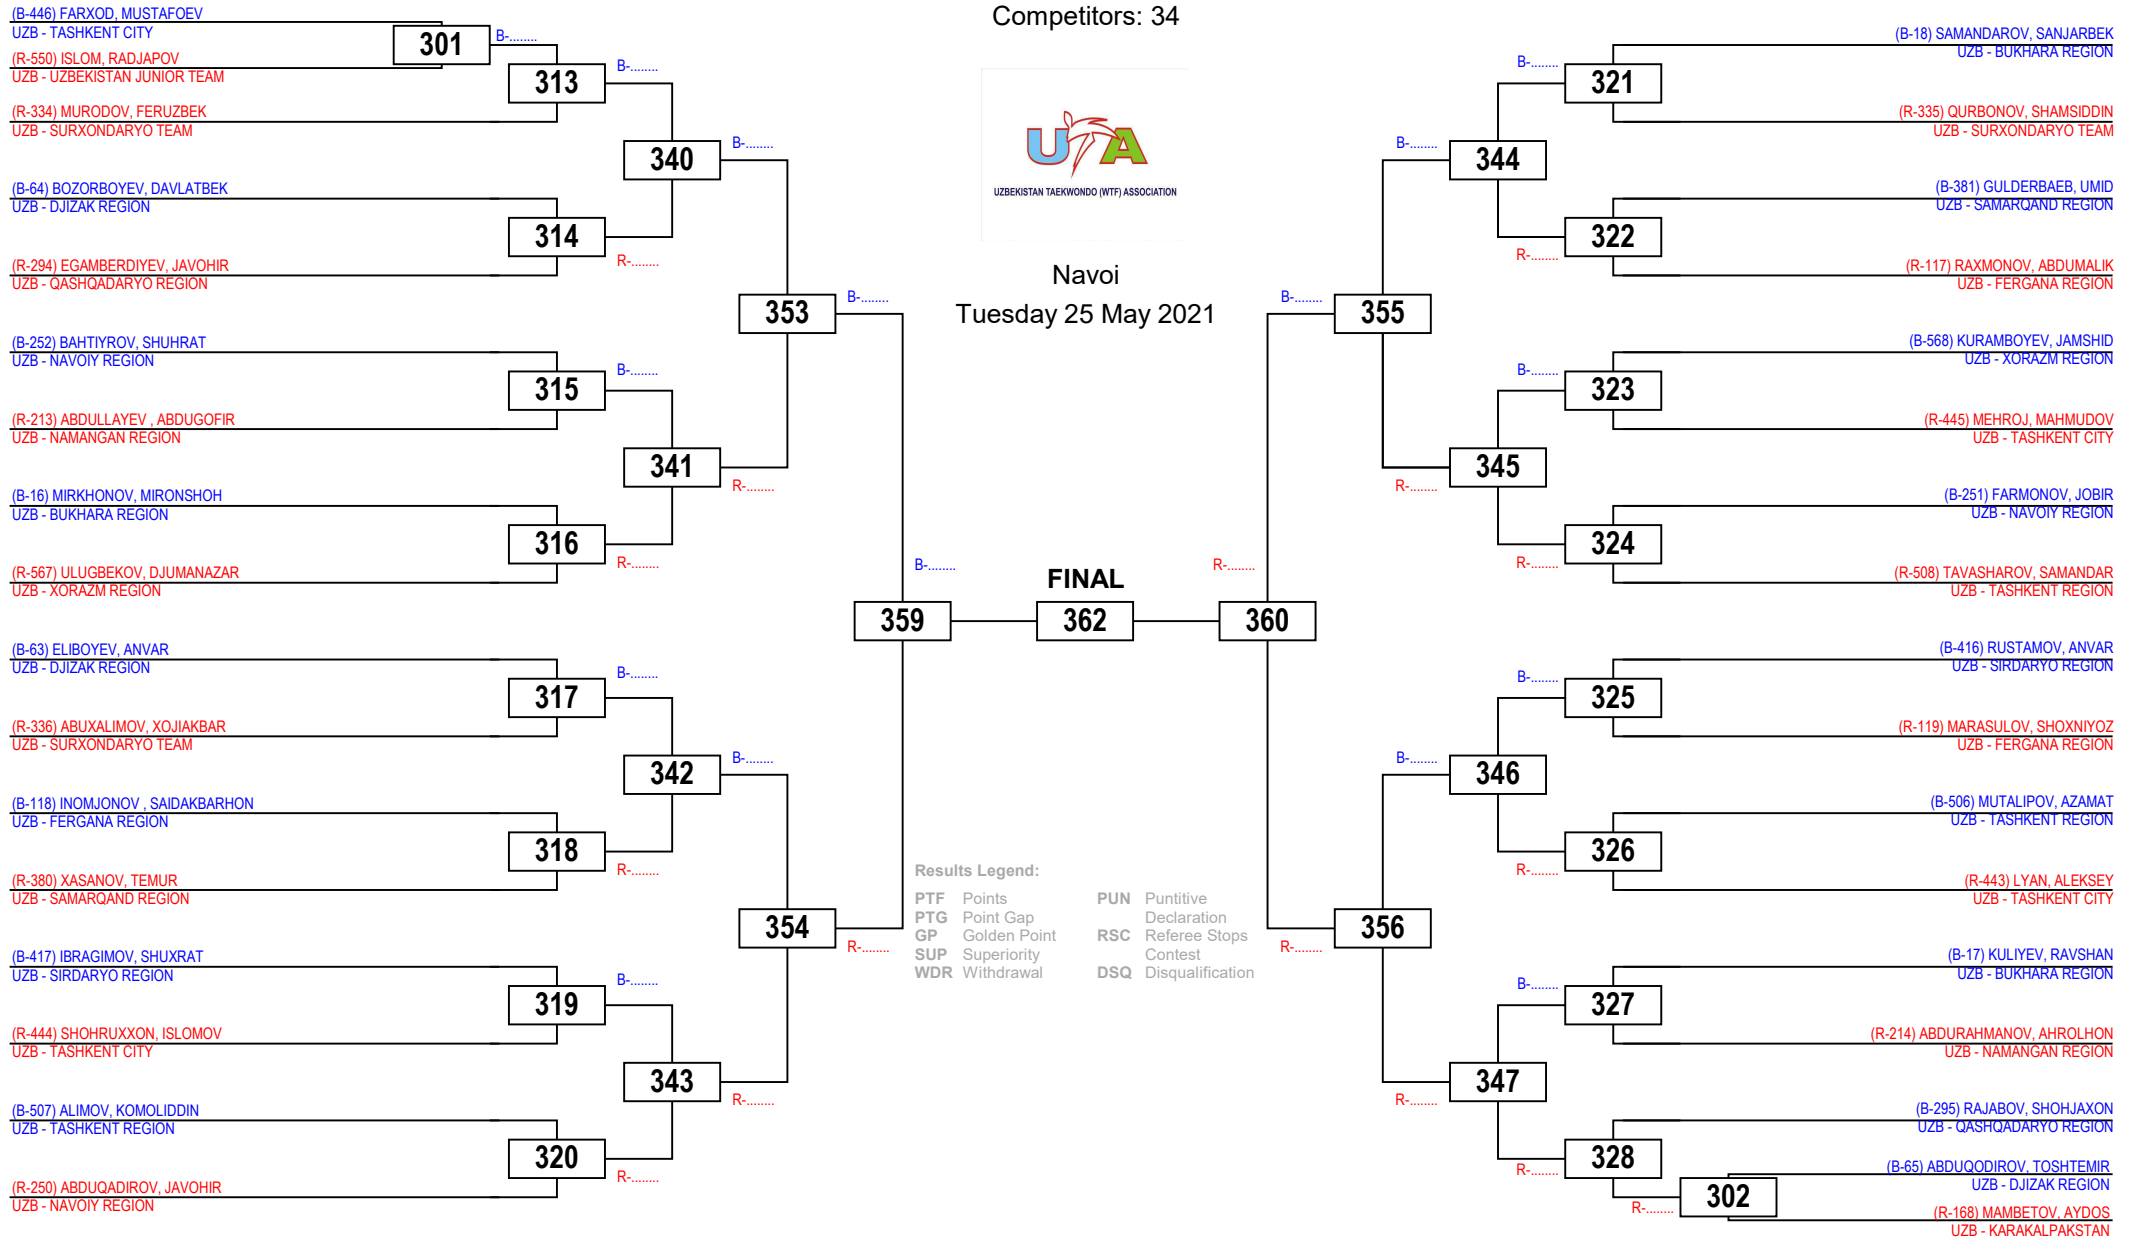 Competitors: 34
UTA
UZBEKISTAN TAEKWONDO (WTF) ASSOCIATION
Navoi
Tuesday 25 May 2021
(B-446) FARXOD, MUSTAFOEV
UZB - TASHKENT CITY
(R-550) ISLOM, RADJAPOV
UZB - UZBEKISTAN JUNIOR TEAM
301
B-........
(R-334) MURODOV, FERUZBEK
UZB - SURXONDARYO TEAM
313
B-........
(B-64) BOZORBOYEV, DAVLATBEK
UZB - DJIZAK REGION
(R-294) EGAMBERDIYEV, JAVOHIR
UZB - QASHQADARYO REGION
314
R-........
340
B-........
(B-252) BAHTIYROV, SHUHRAT
UZB - NAVOIY REGION
(R-213) ABDULLAYEV , ABDUGOFIR
UZB - NAMANGAN REGION
315
B-........
(B-16) MIRKHONOV, MIRONSHOH
UZB - BUKHARA REGION
(R-567) ULUGBEKOV, DJUMANAZAR
UZB - XORAZM REGION
316
R-........
341
R-........
353
B-........
(B-63) ELIBOYEV, ANVAR
UZB - DJIZAK REGION
(R-336) ABUXALIMOV, XOJIAKBAR
UZB - SURXONDARYO TEAM
317
B-........
(B-118) INOMJONOV , SAIDAKBARHON
UZB - FERGANA REGION
(R-380) XASANOV, TEMUR
UZB - SAMARQAND REGION
318
R-........
342
B-........
(B-417) IBRAGIMOV, SHUXRAT
UZB - SIRDARYO REGION
(R-444) SHOHRUXXON, ISLOMOV
UZB - TASHKENT CITY
319
B-........
(B-507) ALIMOV, KOMOLIDDIN
UZB - TASHKENT REGION
(R-250) ABDUQADIROV, JAVOHIR
UZB - NAVOIY REGION
320
R-........
343
R-........
354
R-........
359
B-........
FINAL
362
R-........
360
(B-18) SAMANDAROV, SANJARBEK
UZB - BUKHARA REGION
(R-335) QURBONOV, SHAMSIDDIN
UZB - SURXONDARYO TEAM
321
B-........
(B-381) GULDERBAEB, UMID
UZB - SAMARQAND REGION
(R-117) RAXMONOV, ABDUMALIK
UZB - FERGANA REGION
322
R-........
344
B-........
(B-568) KURAMBOYEV, JAMSHID
UZB - XORAZM REGION
(R-445) MEHROJ, MAHMUDOV
UZB - TASHKENT CITY
323
B-........
(B-251) FARMONOV, JOBIR
UZB - NAVOIY REGION
(R-508) TAVASHAROV, SAMANDAR
UZB - TASHKENT REGION
324
R-........
345
R-........
355
B-........
(B-416) RUSTAMOV, ANVAR
UZB - SIRDARYO REGION
(R-119) MARASULOV, SHOXNIYOZ
UZB - FERGANA REGION
325
B-........
(B-506) MUTALIPOV, AZAMAT
UZB - TASHKENT REGION
(R-443) LYAN, ALEKSEY
UZB - TASHKENT CITY
326
R-........
346
B-........
(B-17) KULIYEV, RAVSHAN
UZB - BUKHARA REGION
(R-214) ABDURAHMANOV, AHROLHON
UZB - NAMANGAN REGION
327
B-........
(B-295) RAJABOV, SHOHJAXON
UZB - QASHQADARYO REGION
328
R-........
(B-65) ABDUQODIROV, TOSHTEMIR
UZB - DJIZAK REGION
(R-168) MAMBETOV, AYDOS
UZB - KARAKALPAKSTAN
302
R-........
347
R-........
356
R-........
Results Legend:
PTF Points
PTG Point Gap
GP Golden Point
SUP Superiority
WDR Withdrawal
PUN Puntitive
Declaration
RSC Referee Stops
Contest
DSQ Disqualification